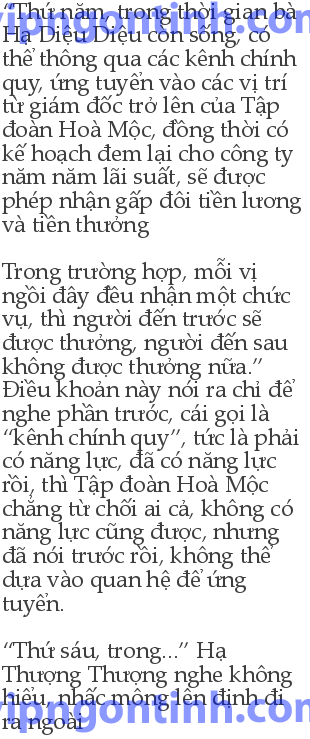 “Thứ năm, trong thời gian bà
Hạ Diệu Diệu còn sống, có
thể thông qua các kênh chính
quy, ứng tuyển vào các vị trí
từ giám đốc trở lên của Tập
đoàn Hoà Mộc, đồng thời có
kế hoạch đem lại cho công ty
năm năm lãi suất, sẽ được
phép nhận gấp đôi tiền lương
và tiền thưởng
Trong trường hợp, mỗi vị
ngồi đây đều nhận một chức
vụ, thì người đến trước sẽ
được thưởng, người đến sau
không được thưởng nữa.”
Điều khoản này nói ra chỉ để
nghe phần trước, cái gọi là
“kênh chính quy”, tức là phải
có năng lực, đã có năng lực
rồi, thì Tập đoàn Hoà Mộc
chẳng từ chối ai cả, không có
năng lực cũng được, nhưng
đã nói trước rồi, không thể
dựa vào quan hệ để ứng
tuyển.
“Thứ sáu, trong...” Hạ
Thượng Thượng nghe không
hiểu, nhấc mông lên định đi
ra ngoài
vipngontinh.com
vipngontinh.com